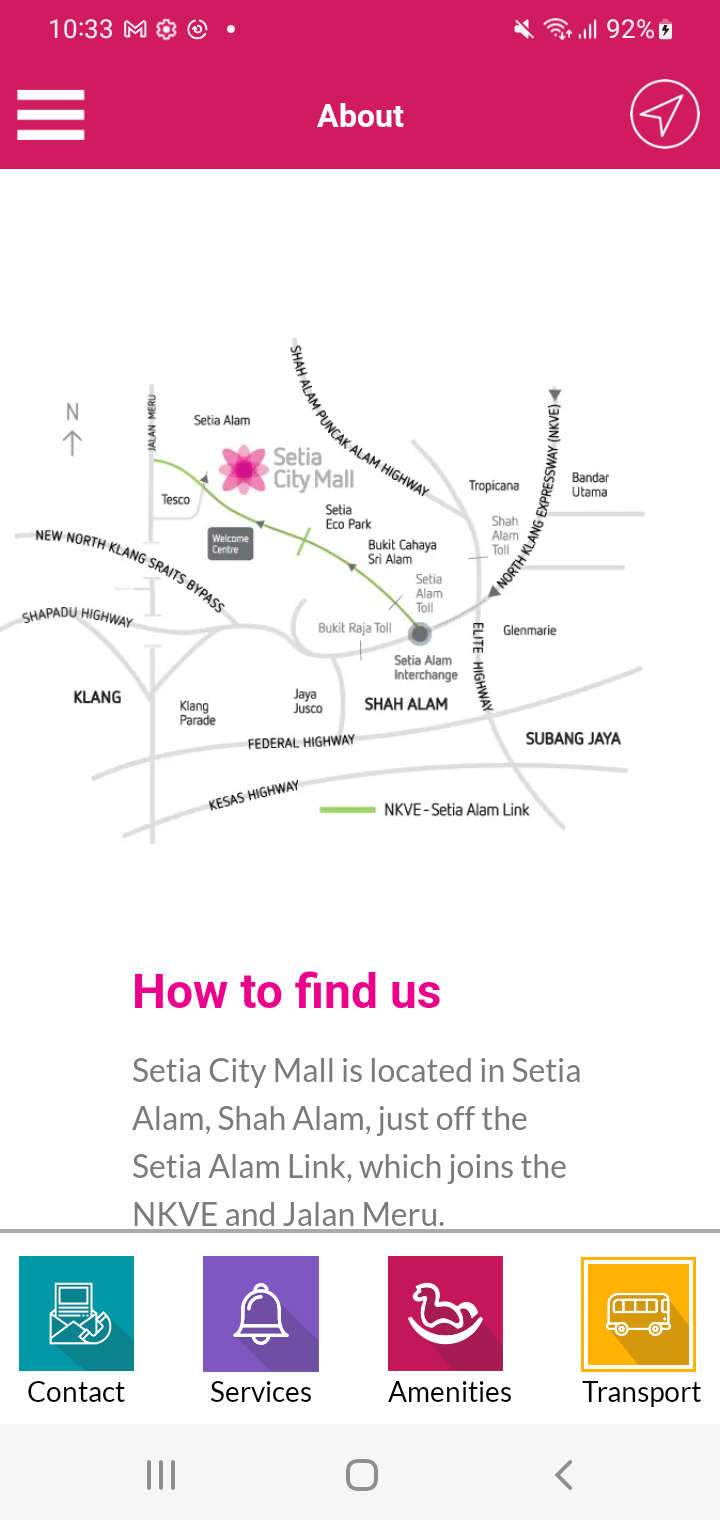 10:33
92%
About
N
JALAN MERU
Setia Alam
SHAH ALAM PUNCAK ALAM HIGHWAY
NORTH KLANG EXPRESSWAY (NKVE)
Setia
City Mall
Tropicana
Bandar
Utama
Tesco
Setia
Eco Park
Shah
Alam
Toll
Welcome
Centre
Bukit Cahaya
Sri Alam
NEW NORTH KLANG SRAITS BYPASS
Setia
Alam
Toll
SHAPADU HIGHWAY
Bukit Raja Toll
Glenmarie
ELITE HIGHWAY
Setia Alam
Interchange
KLANG
Klang
Parade
Jaya
Jusco
SHAH ALAM
FEDERAL HIGHWAY
SUBANG JAYA
KESAS HIGHWAY
NKVE-Setia Alam Link
How to find us
Setia City Mall is located in Setia
Alam, Shah Alam, just off the
Setia Alam Link, which joins the
NKVE and Jalan Meru.
Contact
Services
Amenities
Transport